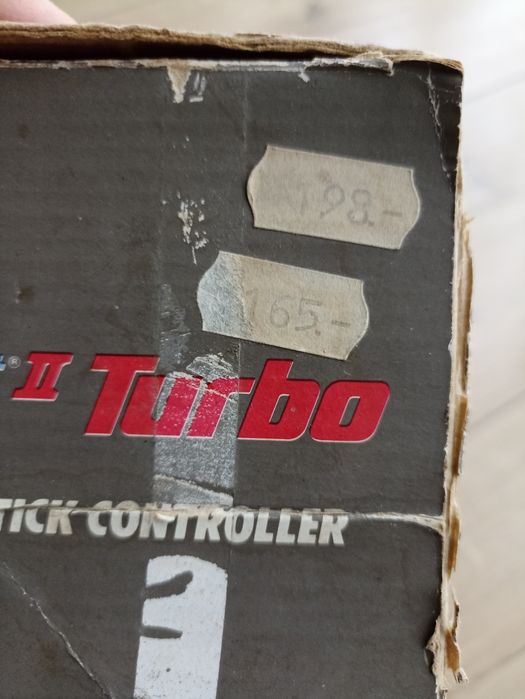 198.-
165.-
® II Turbo
TICK CONTROLLER